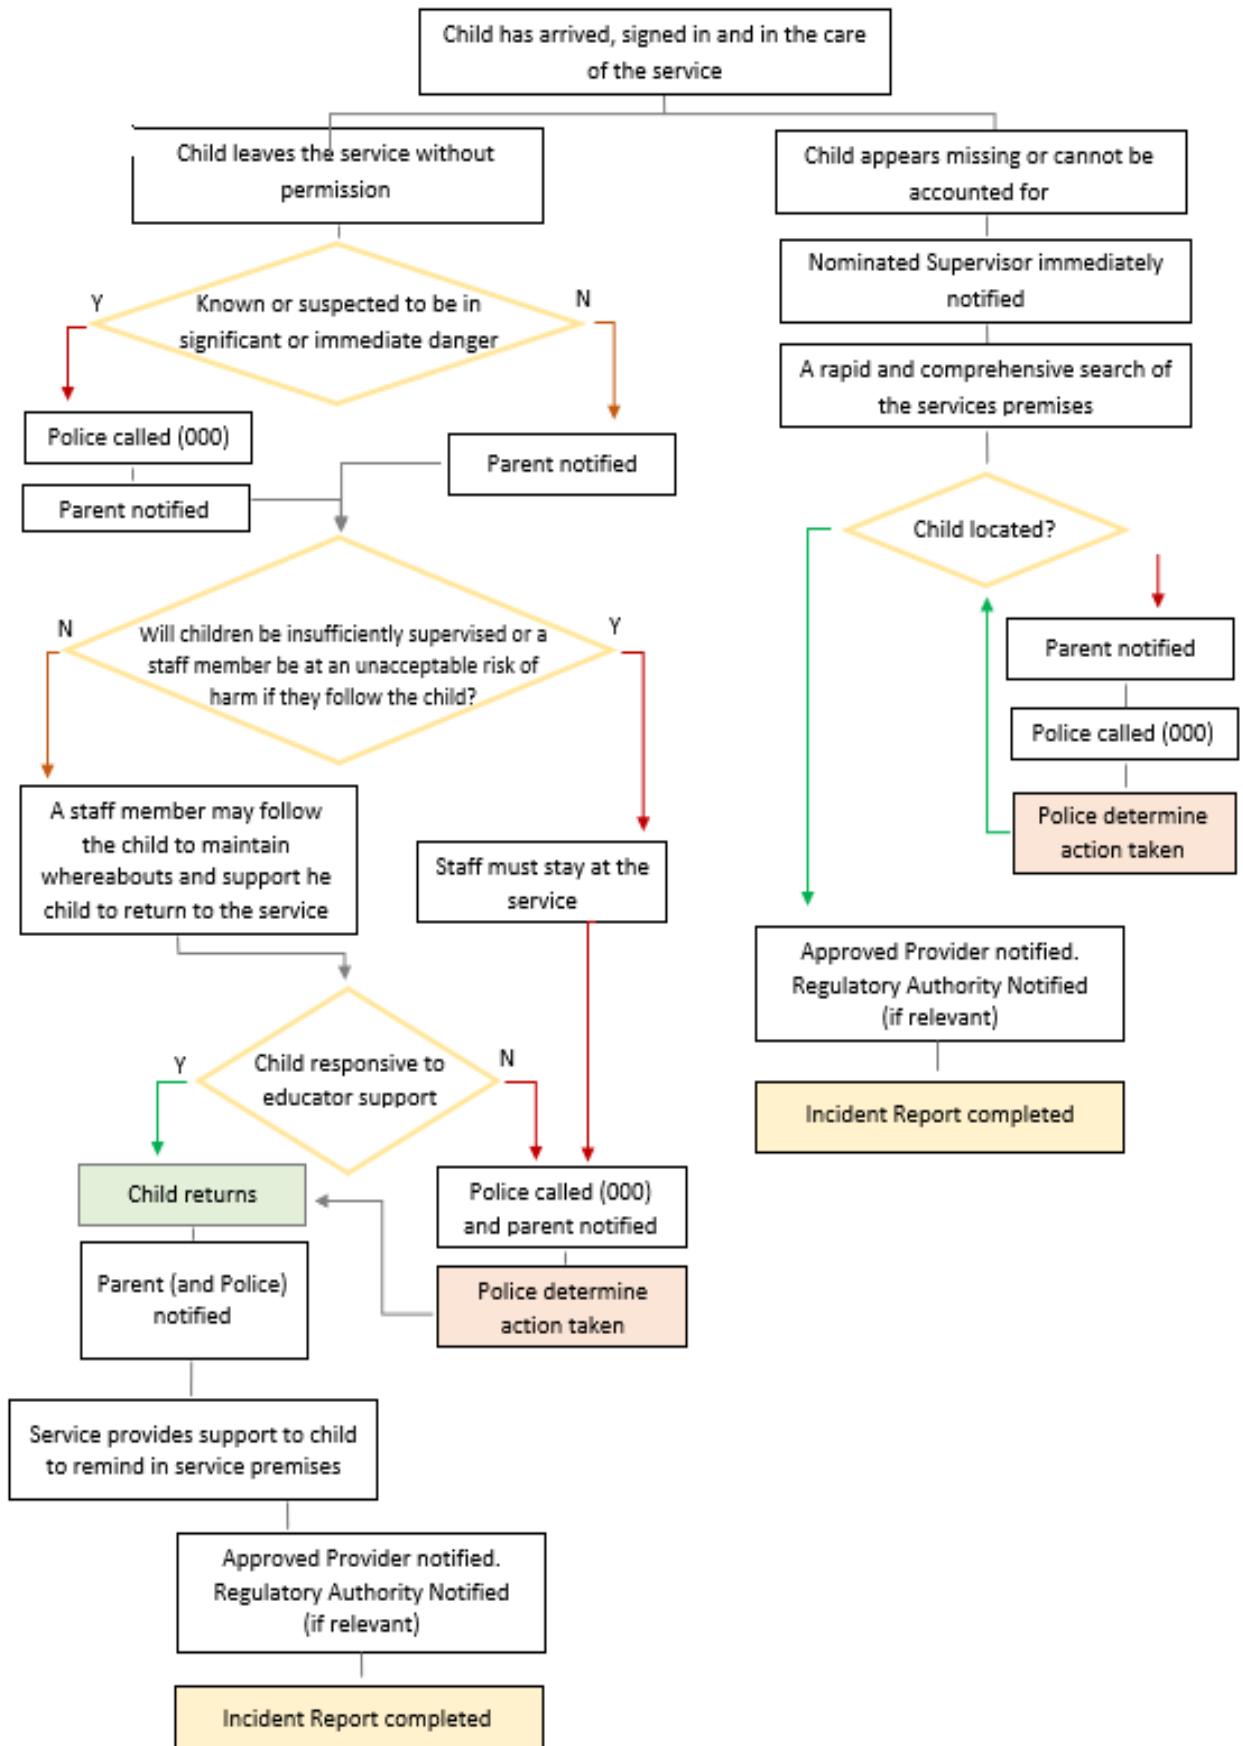 Child has arrived, signed in and in the care
of the service
Child leaves the service without
permission
Known or suspected to be in
significant or immediate danger
Y
N
Police called (000)
Parent notified
Parent notified
Will children be insufficiently supervised or a
staff member be at an unacceptable risk of
harm if they follow the child?
N
Y
A staff member may follow
the child to maintain
whereabouts and support he
child to return to the service
Staff must stay at the
service
Child responsive to
educator support
Y
N
Child returns
Police called (000)
and parent notified
Police determine
action taken
Parent (and Police)
notified
Service provides support to child
to remind in service premises
Approved Provider notified.
Regulatory Authority Notified
(if relevant)
Incident Report completed
Child appears missing or cannot be
accounted for
Nominated Supervisor immediately
notified
A rapid and comprehensive search of
the services premises
Child located?
Parent notified
Police called (000)
Police determine
action taken
Approved Provider notified.
Regulatory Authority Notified
(if relevant)
Incident Report completed